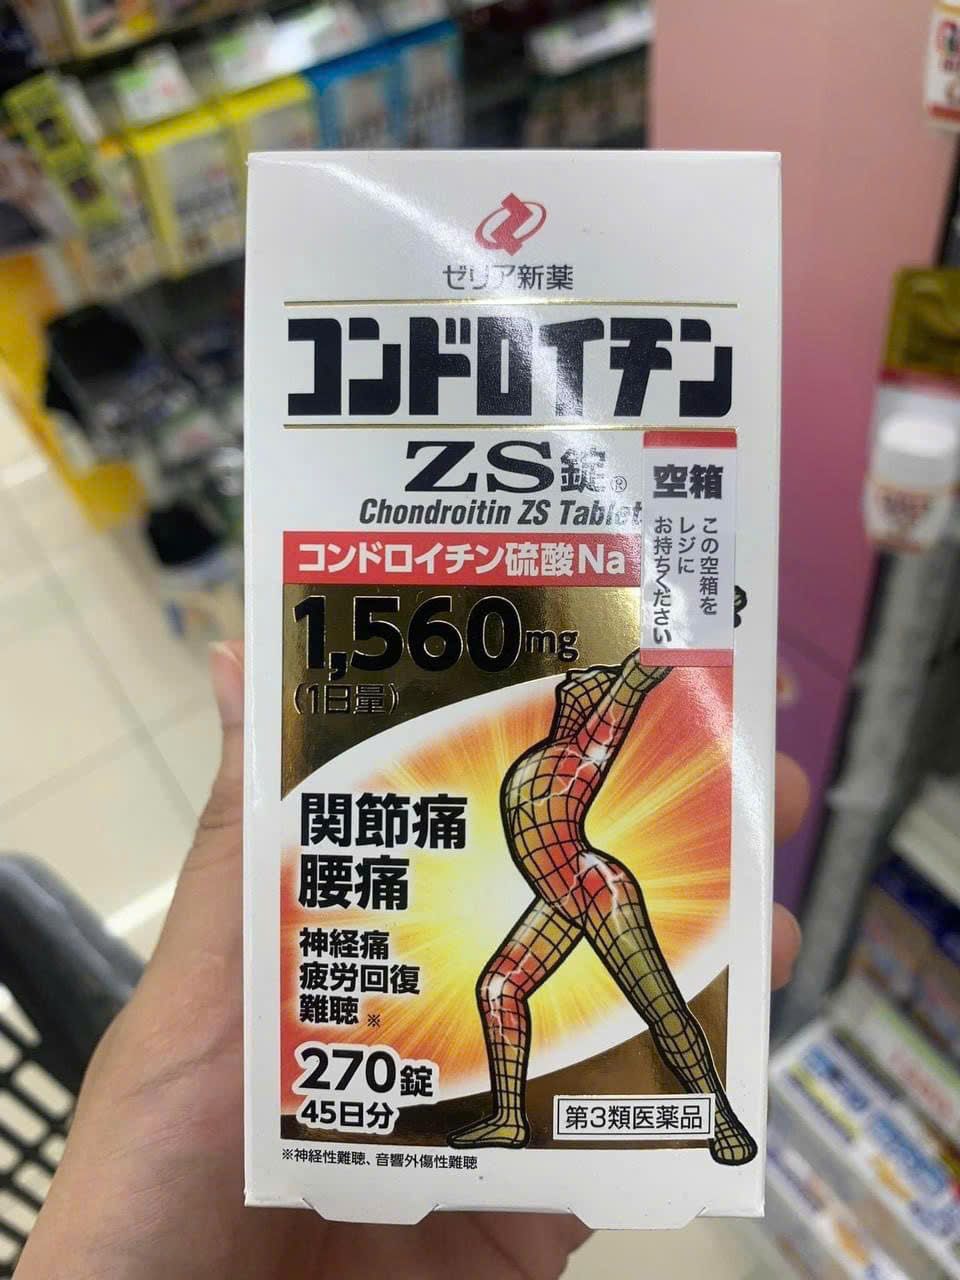 ゼリア新薬
コンドロイチン
ZS錠®
Chondroitin ZS Tablet
コンドロイチン硫酸Na
1,560mg
(1日量)
空箱
この空箱を
レジに
お持ちください
関節痛
腰痛
神経痛
疲労回復
難聴※
270錠
45日分
第3類医薬品
※神経性難聴、音響外傷性難聴